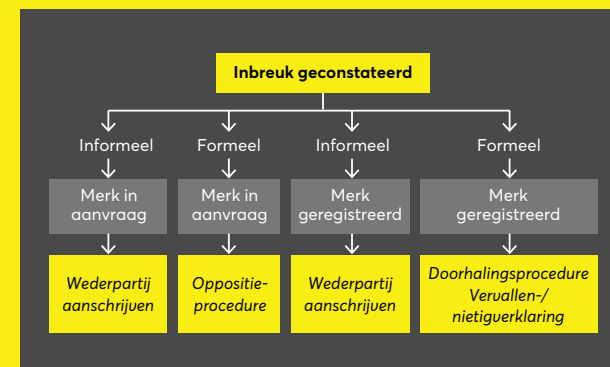 Inbreuk geconstateerd
Informeel
Formeel
Informeel
Formeel
Merk in
aanvraag
Merk in
aanvraag
Merk
geregistreerd
Merk
geregistreerd
Wederpartij
aanschrijven
Oppositie-
procedure
Wederpartij
aanschrijven
Doorhalingsprocedure
Vervallen-/
nietigverklaring